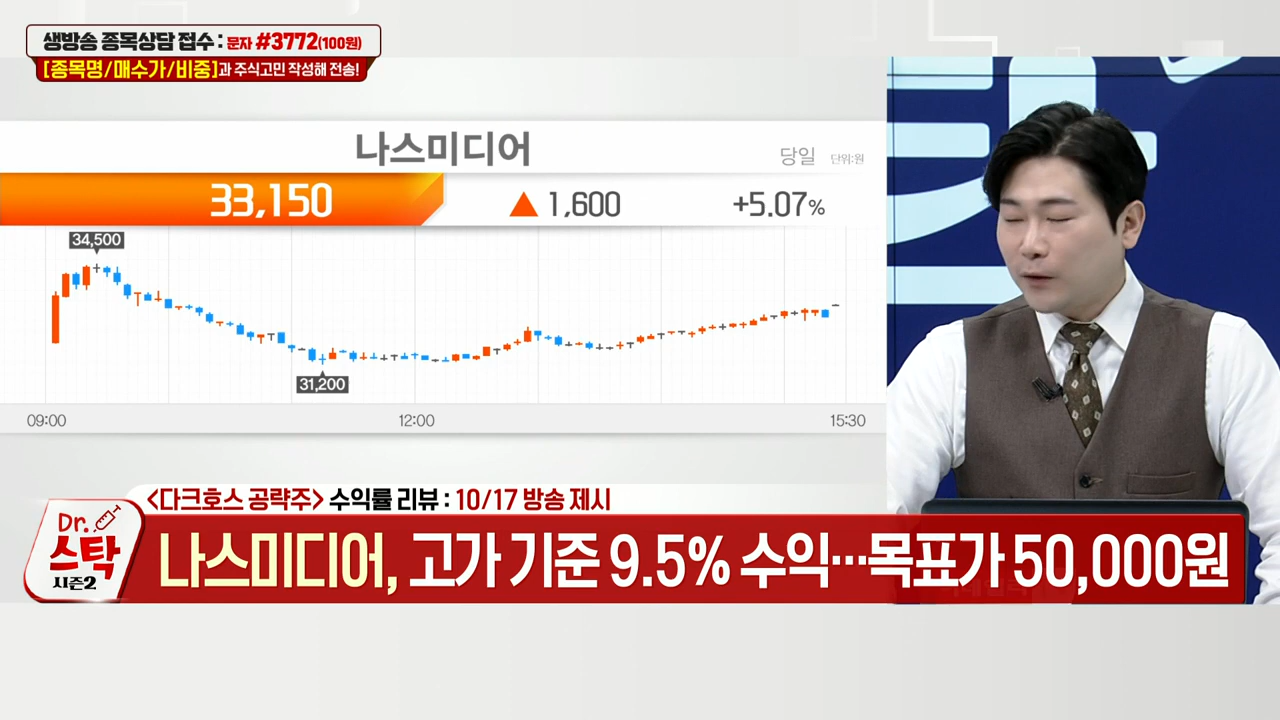 생방송 종목상담 접수 : 문자 #3772(100원)
[종목명/매수가/비중]과 주식고민 작성해 전송!
나스미디어
당일 단위:원
33,150 ▲ 1,600 +5.07%
34,500
31,200
09:00 12:00 15:30
<다크호스 공략주> 수익률 리뷰 : 10/17 방송 제시
Dr.
스탁
시즌2
나스미디어, 고가 기준 9.5% 수익…목표가 50,000원